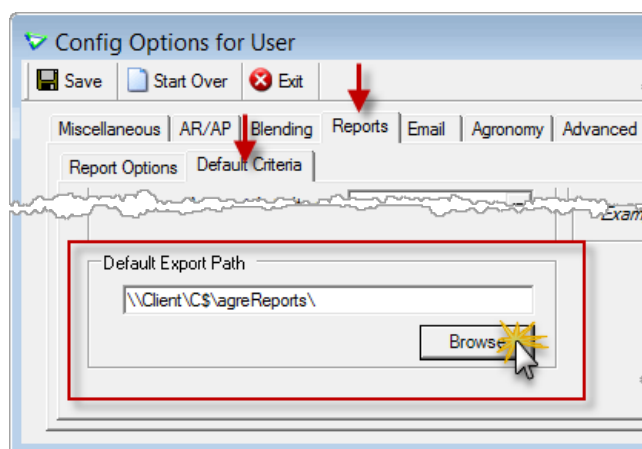 Config Options for User
Save Start Over Exit
Miscellaneous AR/AP Blending Reports Email Agronomy Advanced
Report Options Default Criteria
Default Export Path
\\Client\C$\agreReports\
Browse